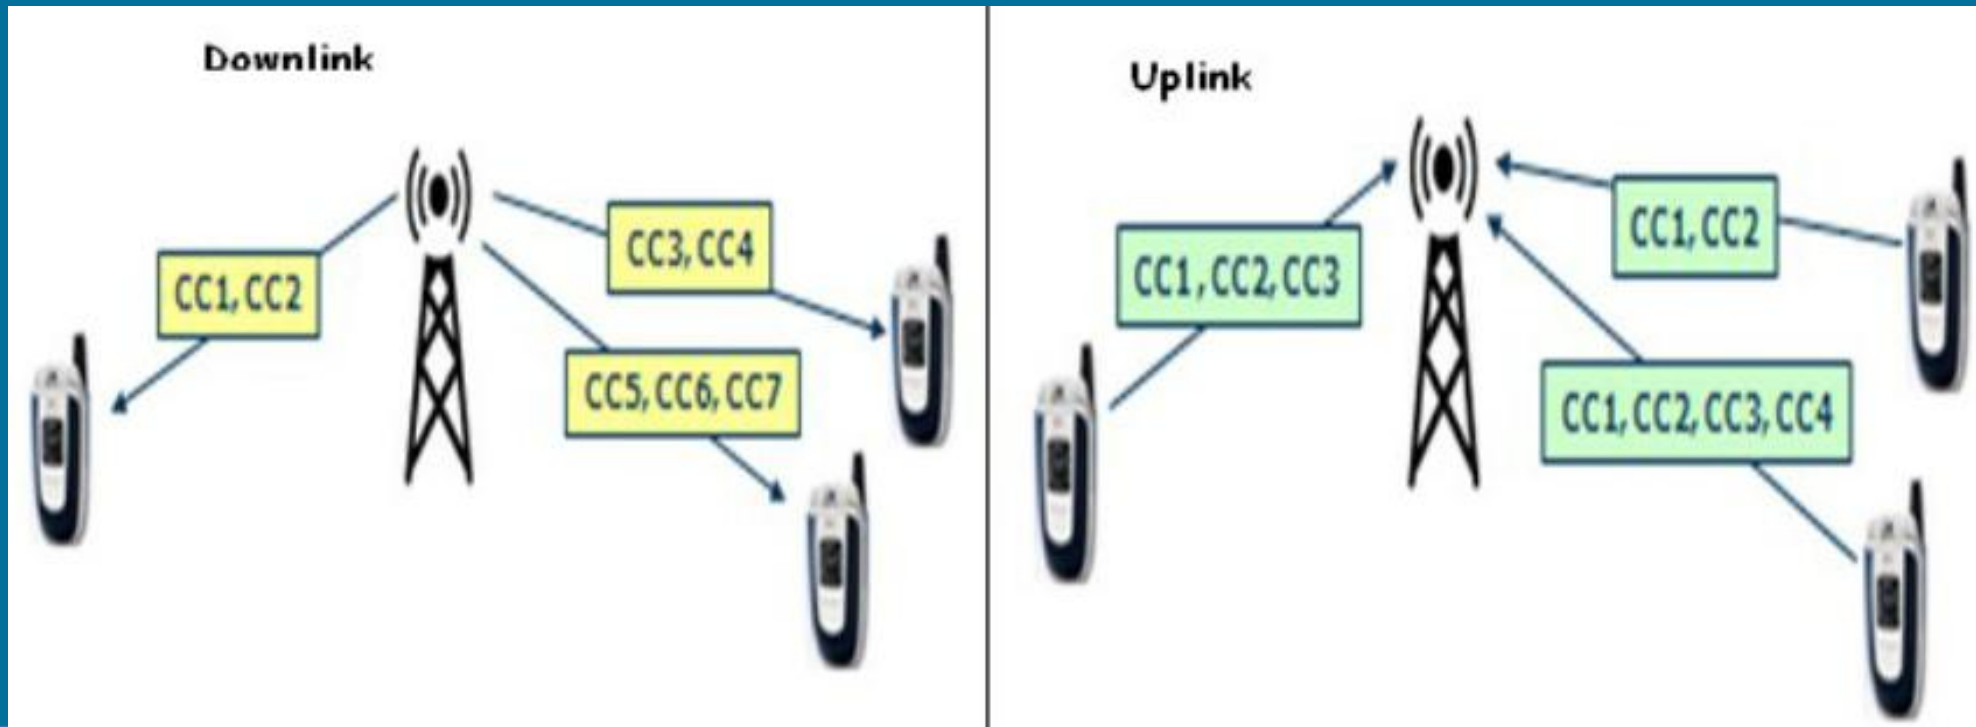 Downlink
CC1, CC2
CC3, CC4
CC5, CC6, CC7
Uplink
CC1, CC2, CC3
CC1, CC2
CC1, CC2, CC3, CC4